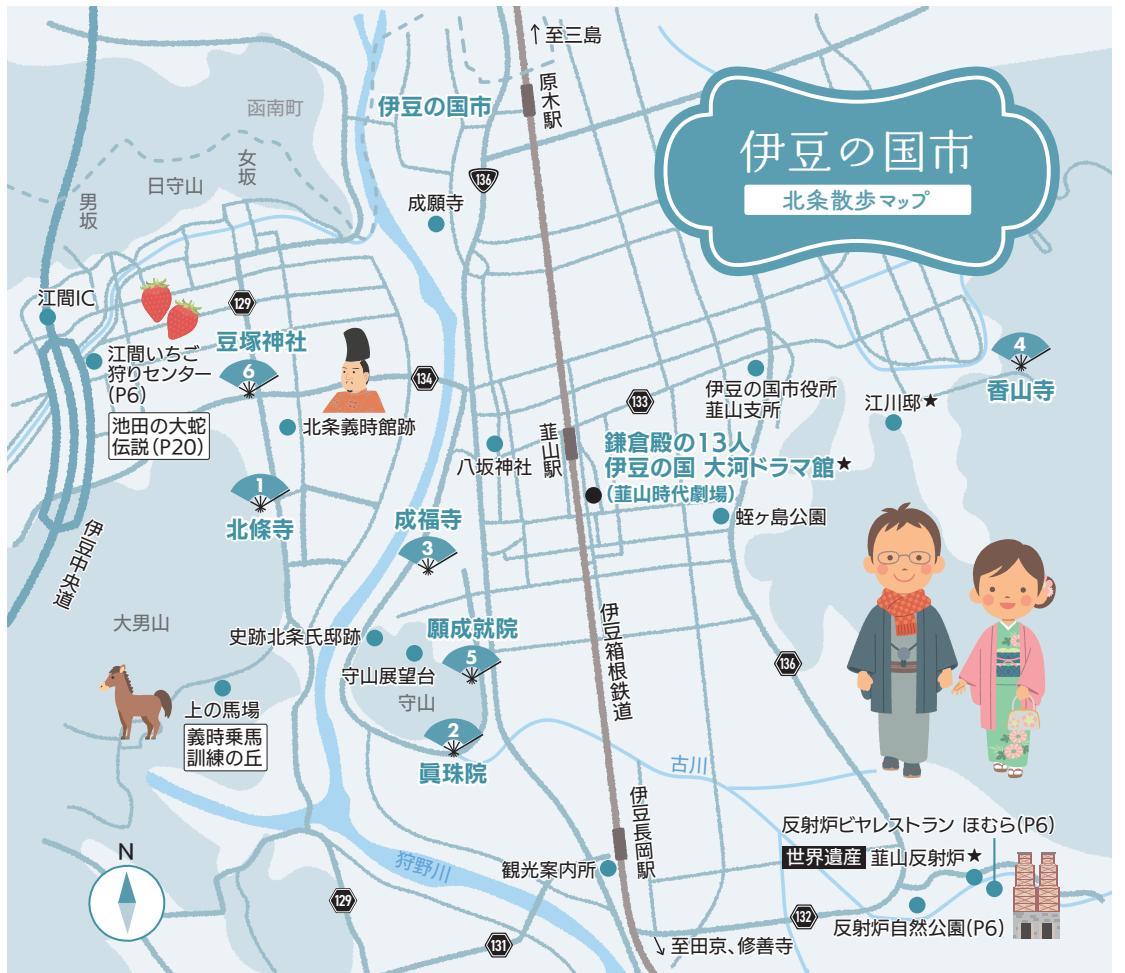 ↑至三島
原木駅
函南町
伊豆の国市
伊豆の国市
北条散歩マップ
女坂
日守山
男坂
136
成願寺
江間IC
129
江間いちご
狩りセンター
(P6)
池田の大蛇
伝説(P20)
豆塚神社
6
134
北条義時館跡
八坂神社
韮山駅
133
伊豆の国市役所
韮山支所
江川邸★
4
香山寺
鎌倉殿の13人
伊豆の国 大河ドラマ館★
(韮山時代劇場)
蛭ヶ島公園
1
北條寺
成福寺
3
伊豆中央道
大男山
史跡北条氏邸跡
願成就院
5
守山展望台
守山
伊豆箱根鉄道
136
上の馬場
義時乗馬
訓練の丘
2
眞珠院
古川
伊豆長岡駅
反射炉ビヤレストラン ほむら(P6)
世界遺産 韮山反射炉★
反射炉自然公園(P6)
N
狩野川
観光案内所
129
131
132
↘至田京、修善寺